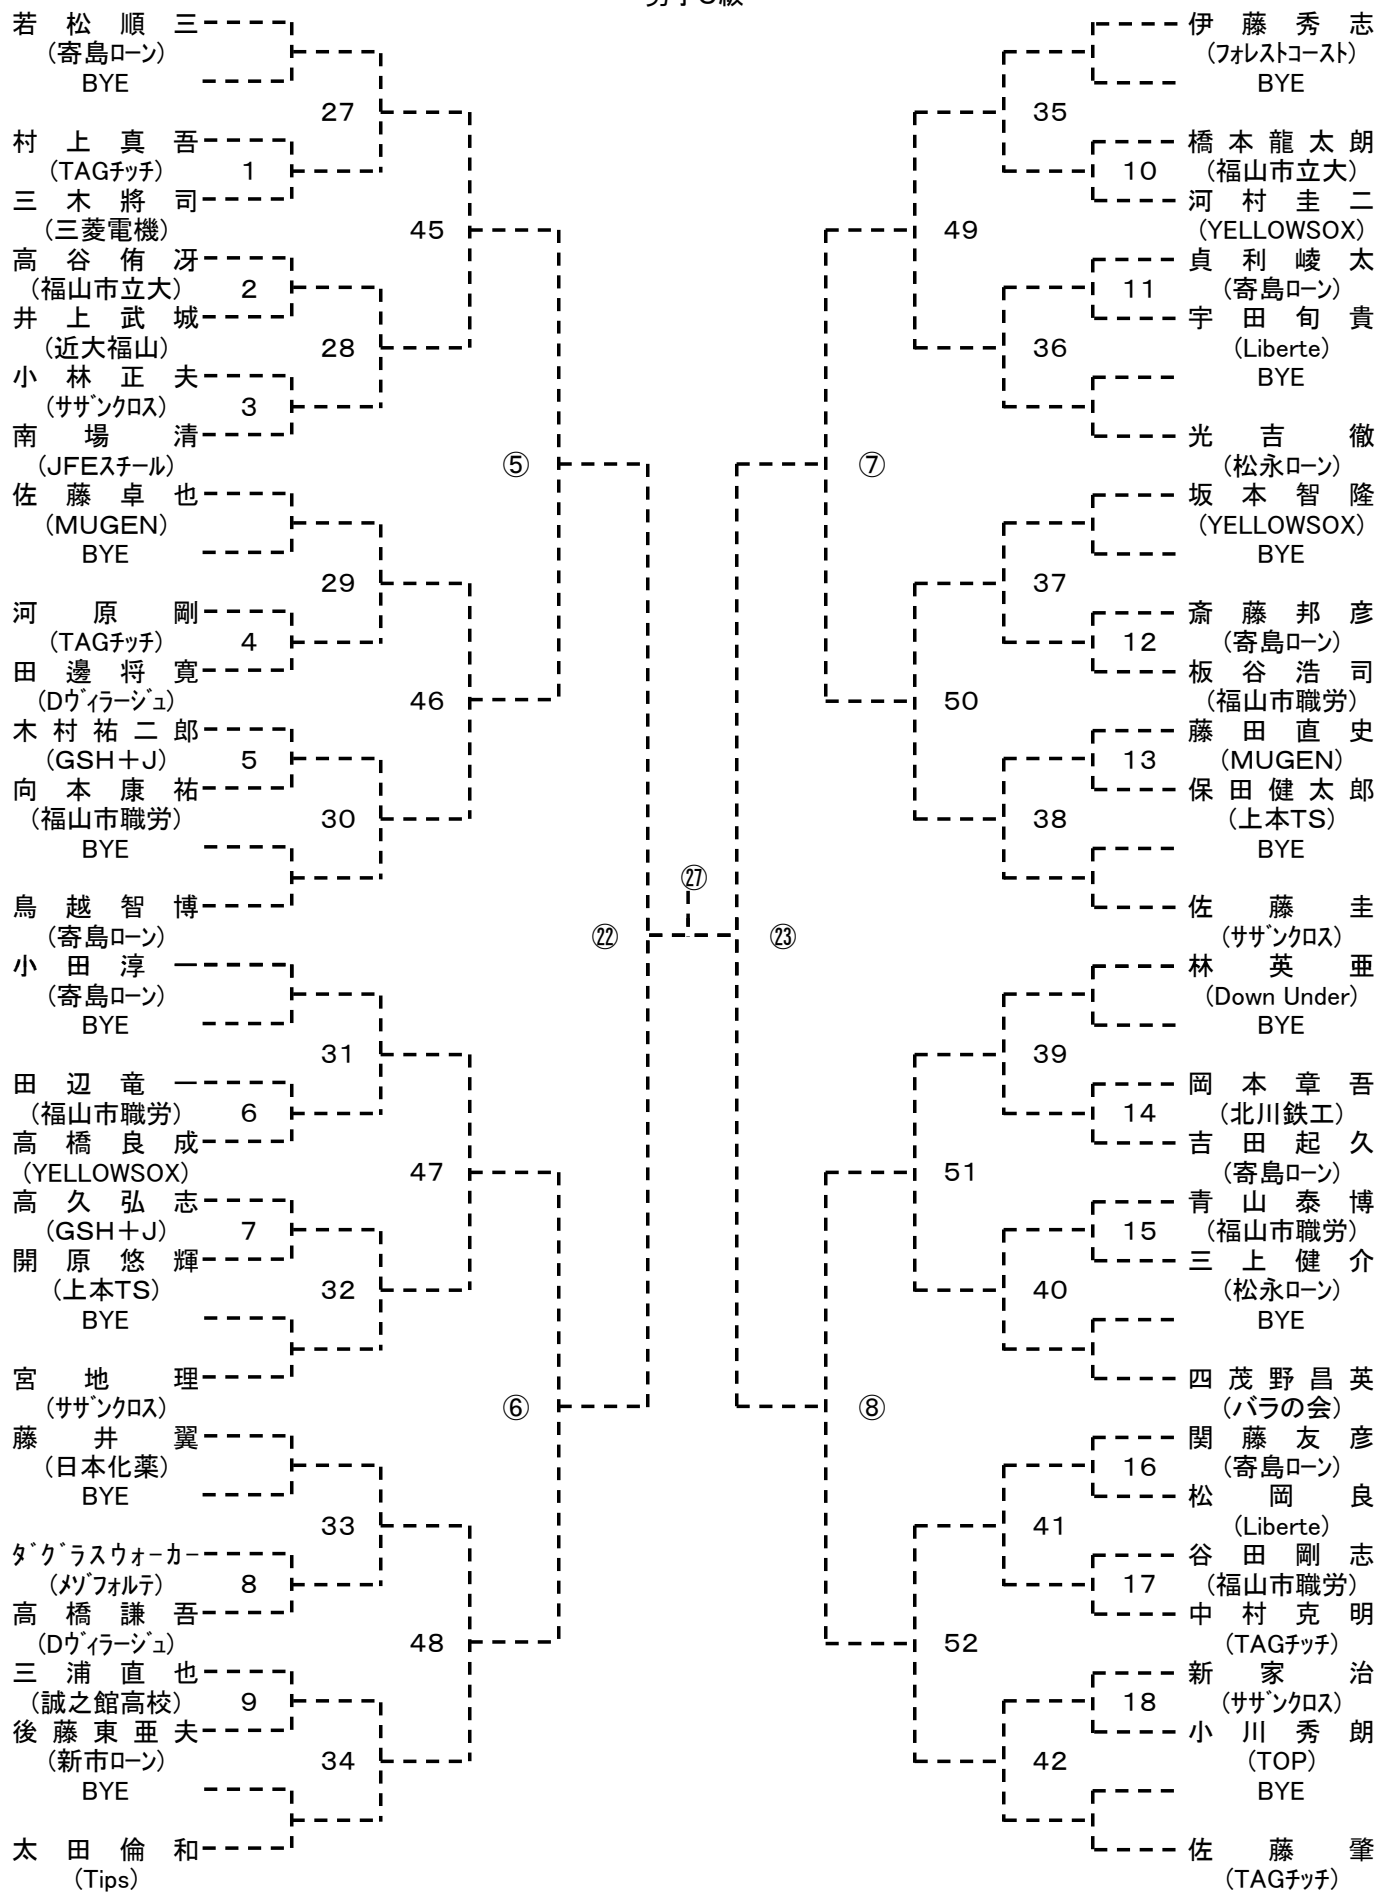 若松順三
(寄島ローン)
BYE
27
村上真吾
(TAGチッチ)
1
三木將司
(三菱電機)
45
高谷侑冴
(福山市立大)
2
井上武城
(近大福山)
28
小林正夫
(サザンクロス)
3
南場清
(JFEスチール)
⑤
佐藤卓也
(MUGEN)
BYE
29
河原剛
(TAGチッチ)
4
田邊将寛
(Dヴィラージュ)
46
木村祐二郎
(GSH+J)
5
向本康祐
(福山市職労)
30
BYE
鳥越智博
(寄島ローン)
㉒
小田淳一
(寄島ローン)
BYE
31
田辺竜一
(福山市職労)
6
高橋良成
(YELLOWSOX)
47
高久弘志
(GSH+J)
7
開原悠輝
(上本TS)
32
BYE
宮地理
(サザンクロス)
⑥
藤井翼
(日本化薬)
BYE
33
ダグラスウォーカー
(メゾフォルテ)
8
高橋謙吾
(Dヴィラージュ)
48
三浦直也
(誠之館高校)
9
後藤東亜夫
(新市ローン)
34
BYE
太田倫和
(Tips)
㉗
伊藤秀志
(フォレストコースト)
BYE
35
橋本龍太朗
10
(福山市立大)
河村圭二
(YELLOWSOX)
49
貞利崚太
11
(寄島ローン)
宇田旬貴
(Liberte)
36
BYE
光吉徹
(松永ローン)
⑦
坂本智隆
(YELLOWSOX)
BYE
37
斎藤邦彦
12
(寄島ローン)
板谷浩司
(福山市職労)
50
藤田直史
13
(MUGEN)
保田健太郎
(上本TS)
38
BYE
佐藤圭
(サザンクロス)
㉓
林英亜
(Down Under)
BYE
39
岡本章吾
14
(北川鉄工)
吉田起久
(寄島ローン)
51
青山泰博
15
(福山市職労)
三上健介
(松永ローン)
40
BYE
四茂野昌英
(バラの会)
⑧
関藤友彦
16
(寄島ローン)
松岡良
(Liberte)
41
谷田剛志
17
(福山市職労)
中村克明
(TAGチッチ)
52
新家治
18
(サザンクロス)
小川秀朗
(TOP)
42
BYE
佐藤肇
(TAGチッチ)